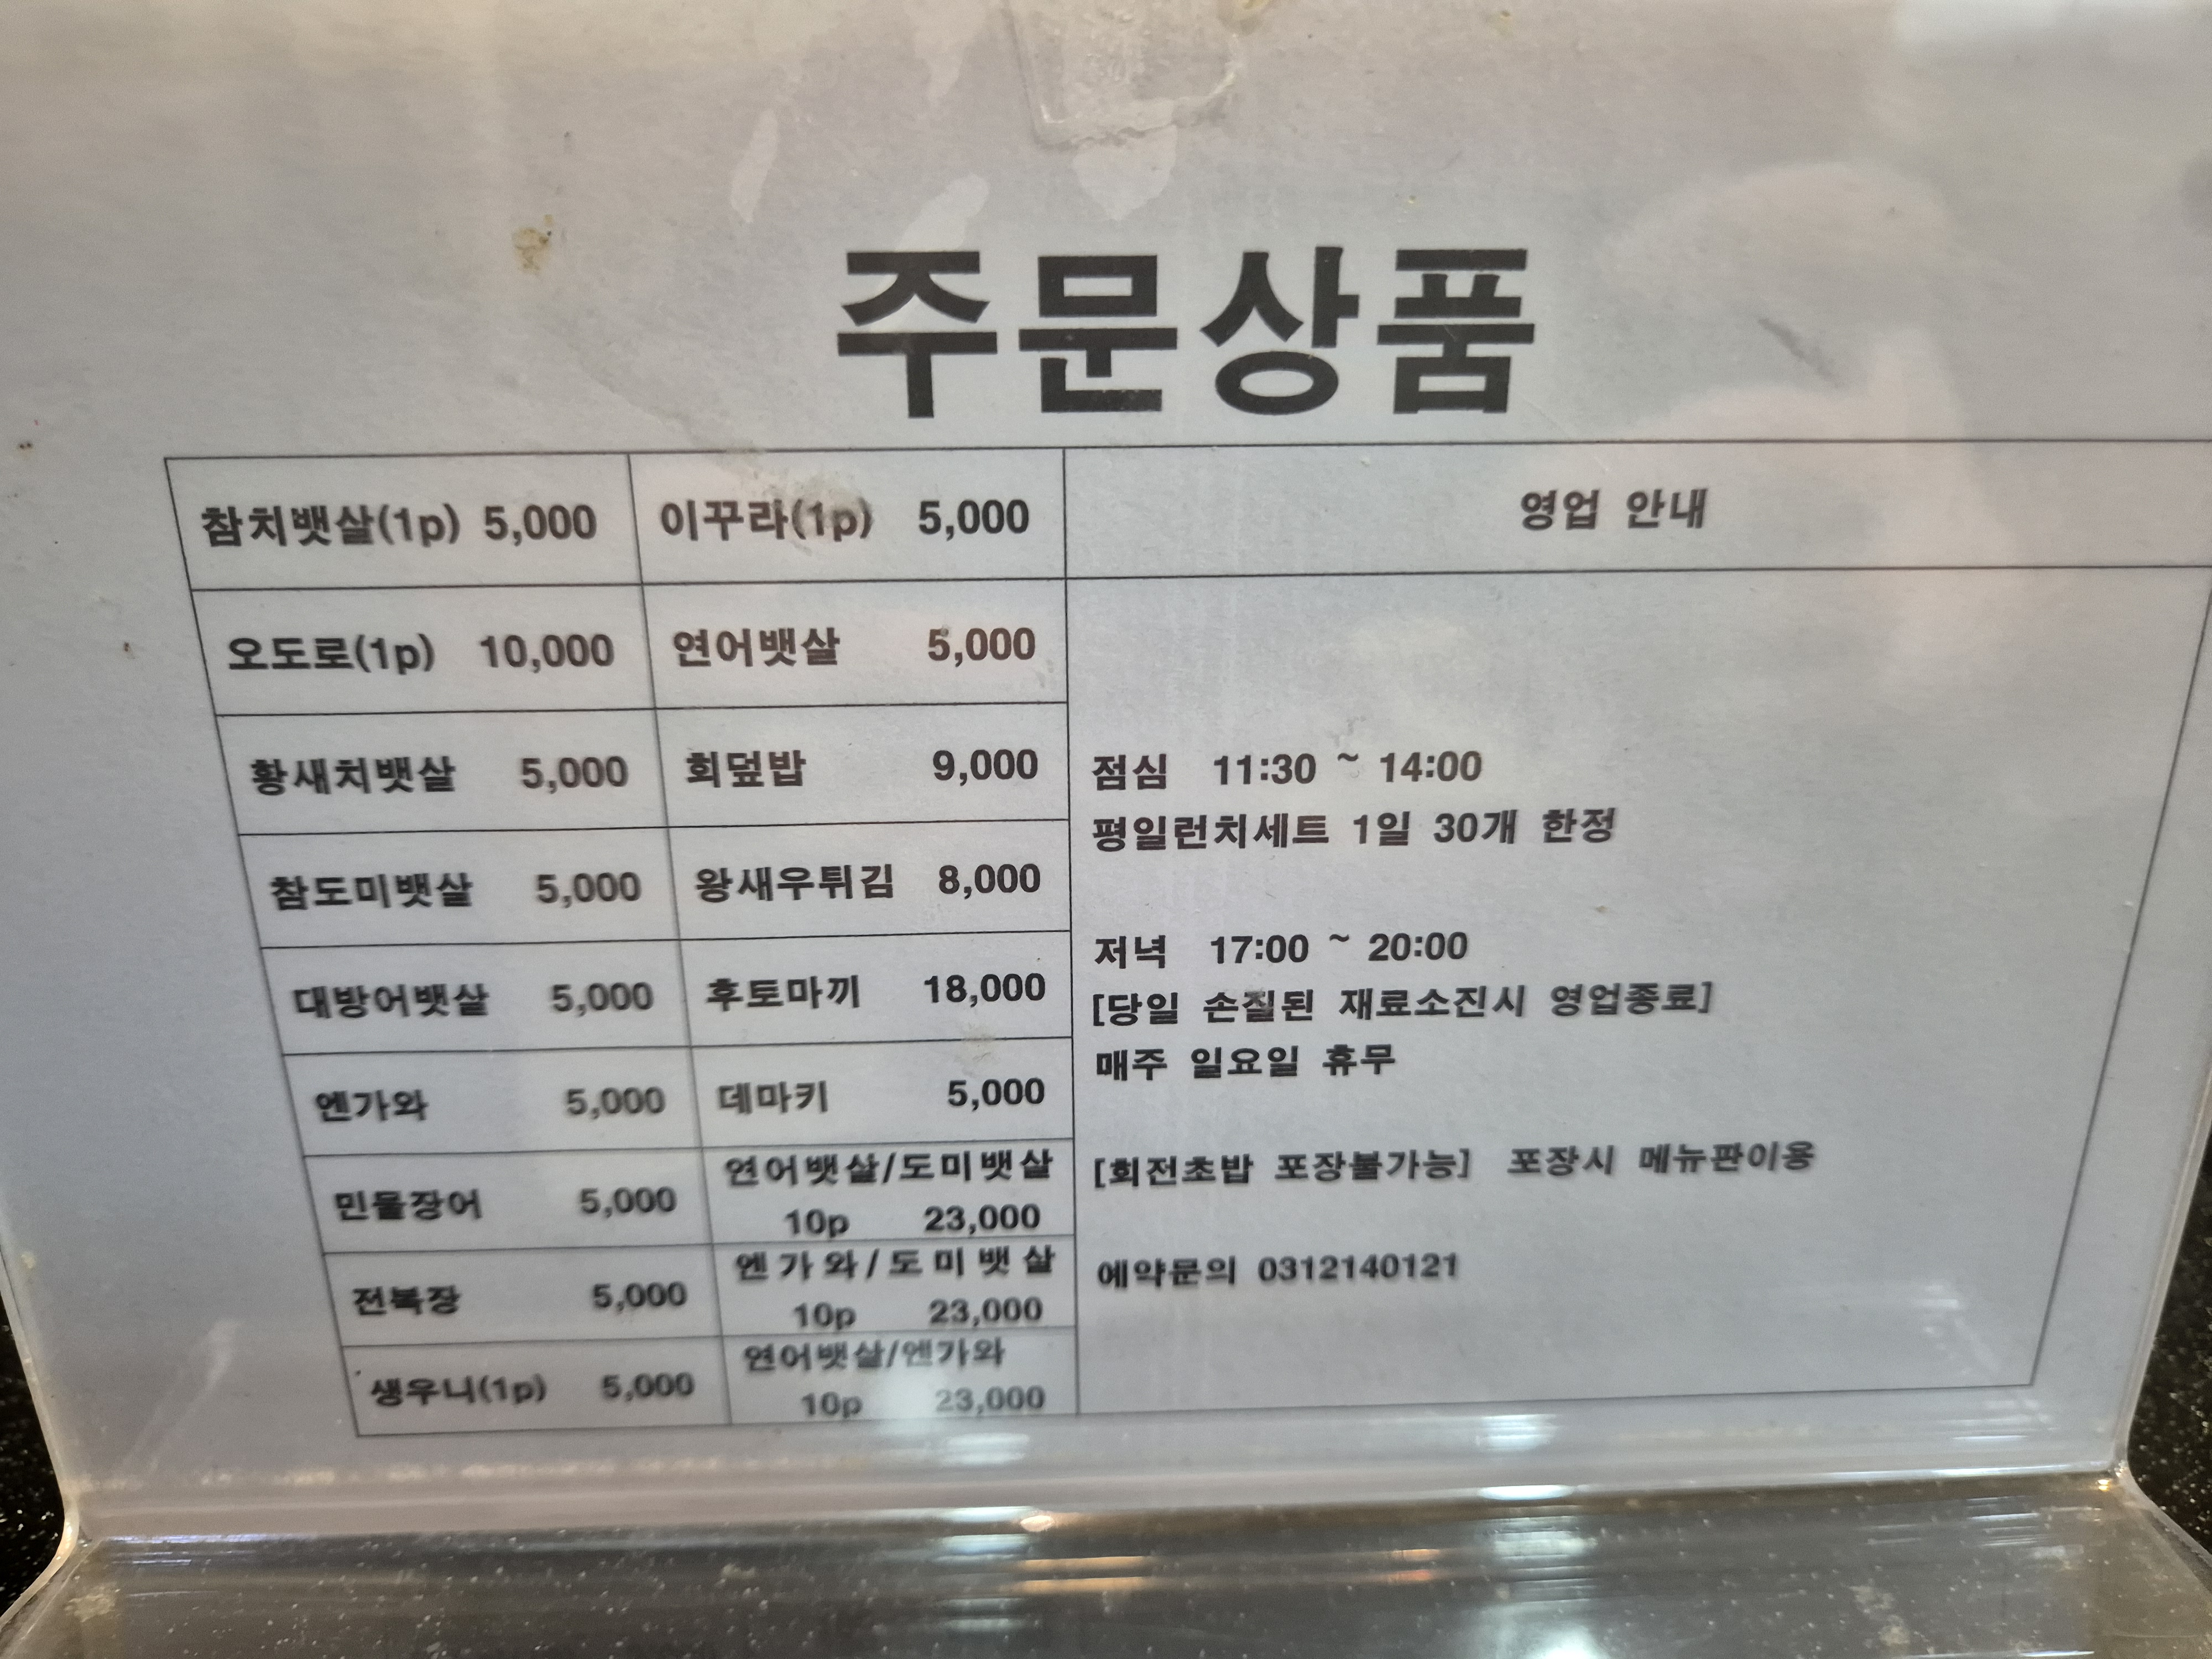 주문상품
참치뱃살(1p) 5,000
이꾸라(1p) 5,000
영업 안내
오도로(1p) 10,000
연어뱃살 5,000
황새치뱃살 5,000
회덮밥 9,000
참도미뱃살 5,000
왕새우튀김 8,000
대방어뱃살 5,000
후토마끼 18,000
엔가와 5,000
데마키 5,000
민물장어 5,000
연어뱃살/도미뱃살
10p 23,000
전복장 5,000
엔가와/도미뱃살
10p 23,000
생우니(1p) 5,000
연어뱃살/엔가와
10p 23,000
점심 11:30 ~ 14:00
평일런치세트 1일 30개 한정
저녁 17:00 ~ 20:00
[당일 손질된 재료소진시 영업종료]
매주 일요일 휴무
[회전초밥 포장불가능] 포장시 메뉴판이용
예약문의 0312140121